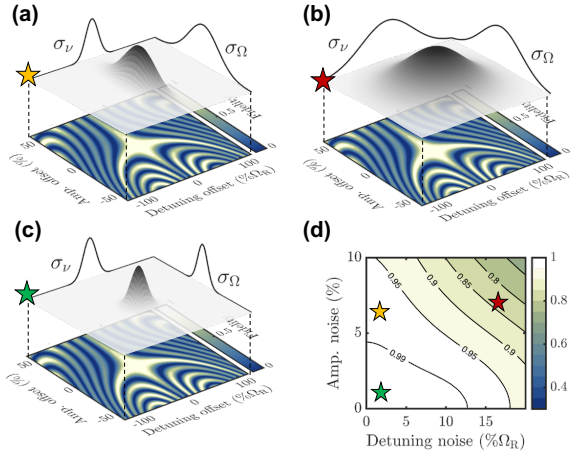 (a)
σν
σΩ
Fidelity
0.5
0
50
0
-50
Amp. offset (%)
-100
0
100
Detuning offset (%ΩR)
(b)
σν
σΩ
Fidelity
0.5
0
50
0
-50
Amp. offset (%)
-100
0
100
Detuning offset (%ΩR)
(c)
σν
σΩ
Fidelity
0.5
0
50
0
-50
Amp. offset (%)
-100
0
100
Detuning offset (%ΩR)
(d)
10
5
0
Amp. noise (%)
0
5
10
15
Detuning noise (%ΩR)
0.95
0.9
0.85
0.8
0.99
0.95
0.9
1
0.8
0.6
0.4